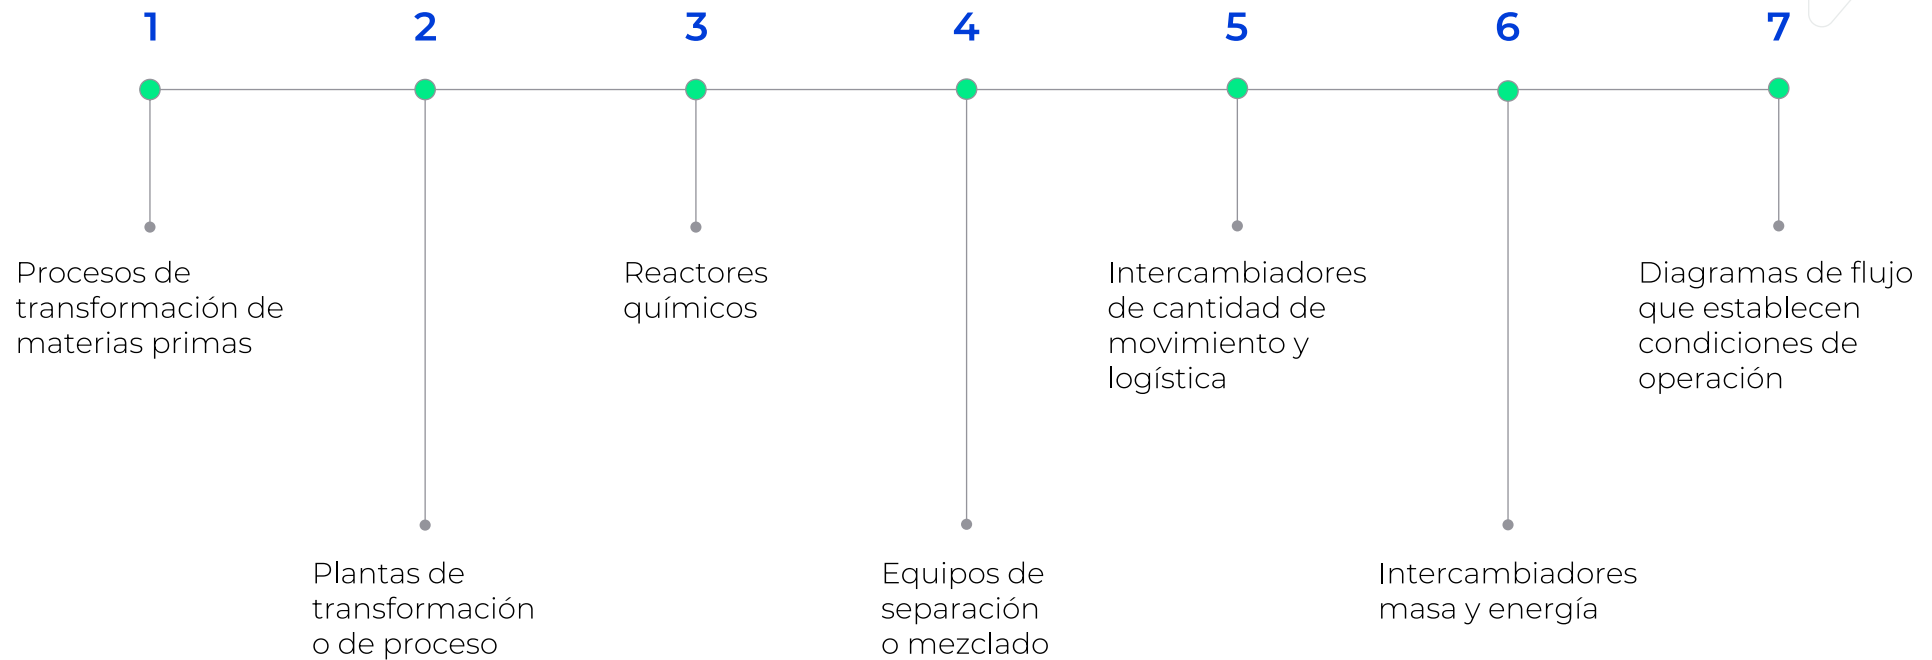 1
Procesos de
transformación de
materias primas
2
Plantas de
transformación
o de proceso
3
Reactores
químicos
4
Equipos de
separación
o mezclado
5
Intercambiadores
de cantidad de
movimiento y
logística
6
Intercambiadores
masa y energía
7
Diagramas de flujo
que establecen
condiciones de
operación